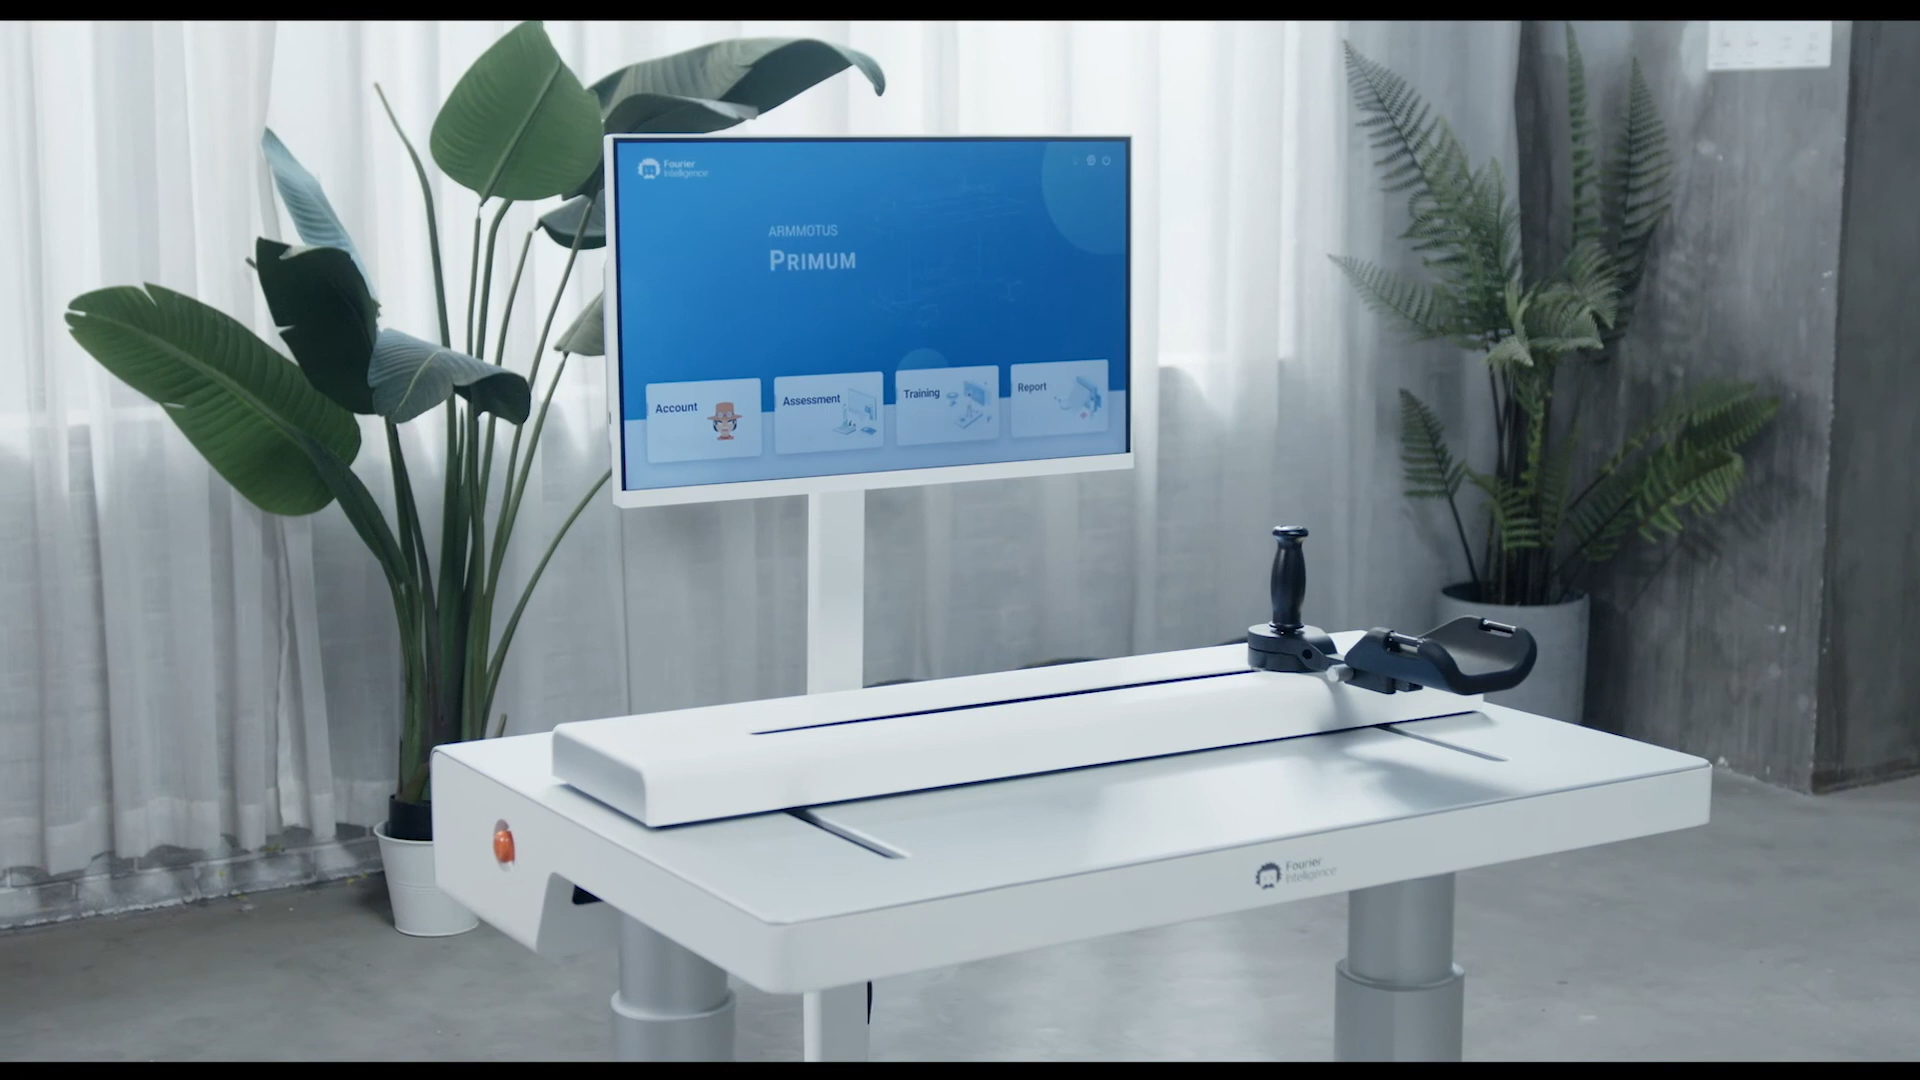 Fourier
Intelligence
ARMMOTUS
PRIMUM
Account
Assessment
Training
Report
Fourier
Intelligence